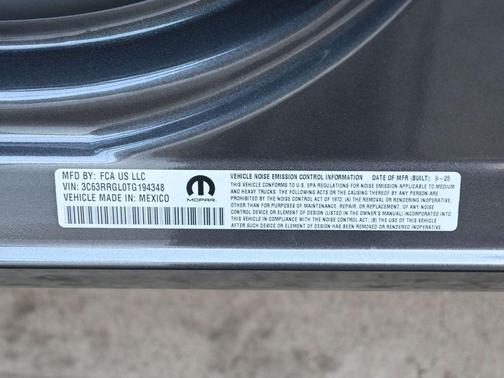 MFD BY: FCA US LLC
VIN: 3C63RRGL0TG194348
VEHICLE MADE IN: MEXICO
MOPAR.
VEHICLE NOISE EMISSION CONTROL INFORMATION DATE OF MFR (BUILT): 9-25
THIS VEHICLE CONFORMS TO U.S. EPA REGULATIONS FOR NOISE EMISSION APPLICABLE TO MEDIUM
AND HEAVY TRUCKS. THE FOLLOWING ACTS OR THE CAUSING THEREOF BY ANY PERSON ARE
PROHIBITED BY THE NOISE CONTROL ACT OF 1972. (A) THE REMOVAL OR RENDERING INOPERATIVE,
OTHER THAN FOR PURPOSES OF MAINTENANCE, REPAIR, OR REPLACEMENT, OF ANY NOISE
CONTROL DEVICE OR ELEMENT OF DESIGN (LISTED IN THE OWNER'S MANUAL)
INCORPORATED INTO THIS VEHICLE IN COMPLIANCE WITH THE NOISE CONTROL ACT; (B) THE USE OF
THIS VEHICLE AFTER SUCH DEVICE OR ELEMENT OF DESIGN HAS BEEN REMOVED OR RENDERED INOPERATIVE.